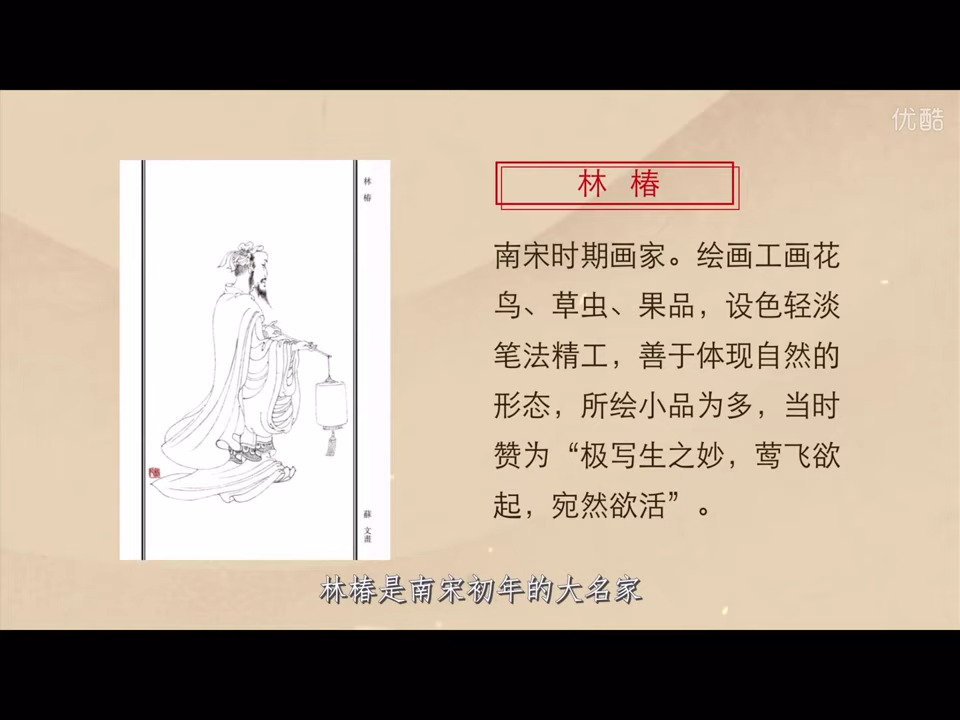 优酷
林椿
林 椿
南宋时期画家。绘画工画花
鸟、草虫、果品，设色轻淡
笔法精工，善于体现自然的
形态，所绘小品为多，当时
赞为“极写生之妙，莺飞欲
起，宛然欲活”。
蘇文畫
林椿是南宋初年的大名家